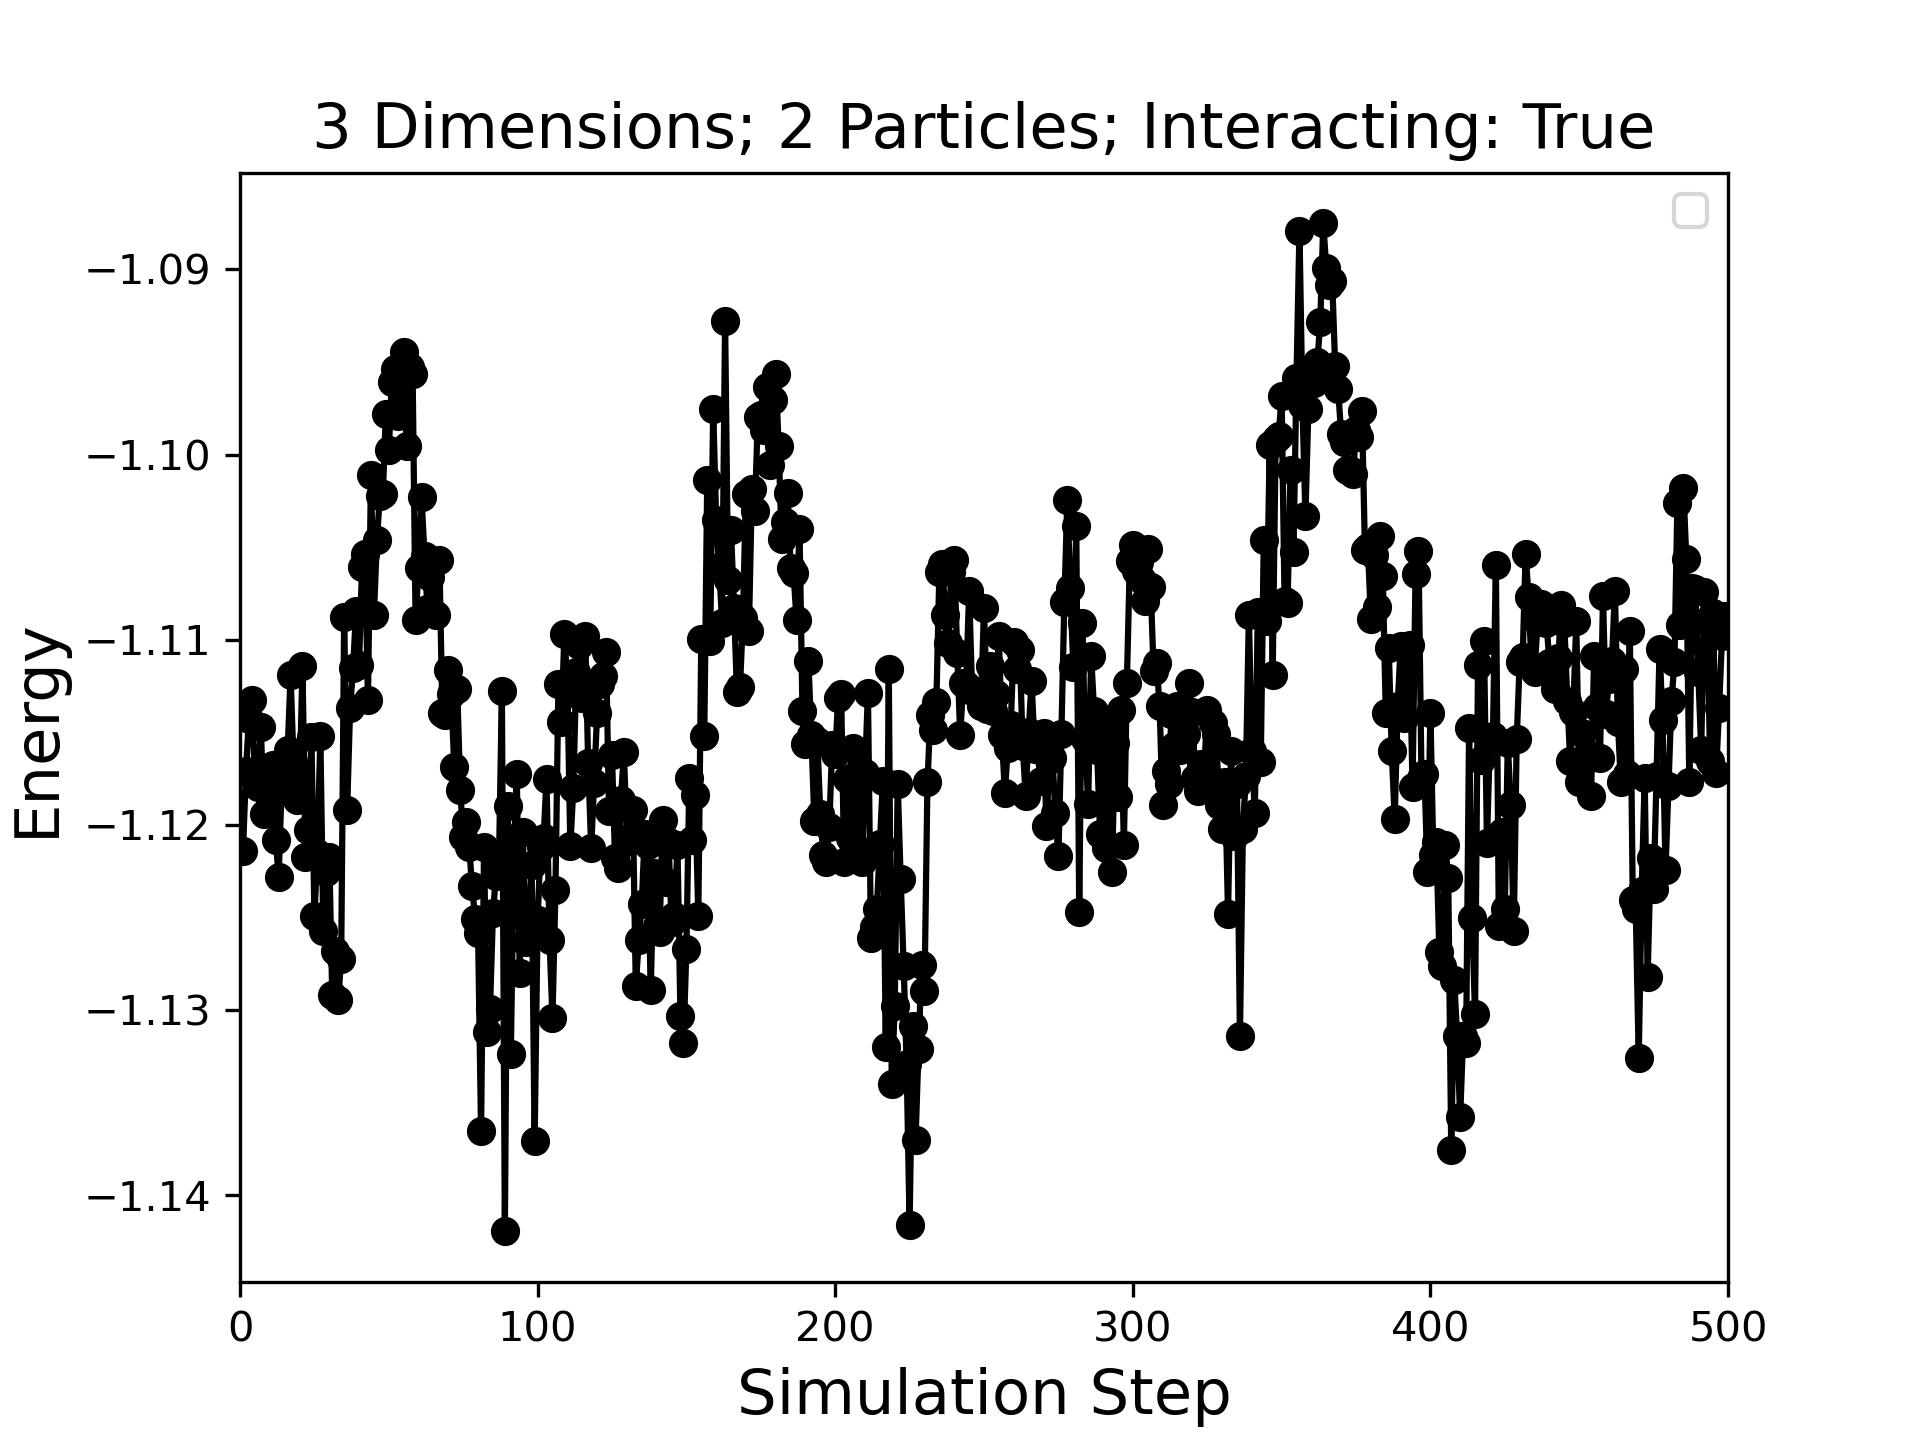 3 Dimensions; 2 Particles; Interacting: True
Energy
−1.09
−1.10
−1.11
−1.12
−1.13
−1.14
0 100 200 300 400 500
Simulation Step